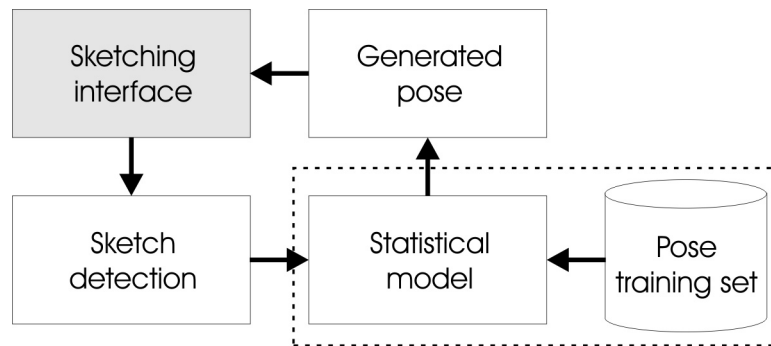 Sketching
interface
Generated
pose
Sketch
detection
Statistical
model
Pose
training set